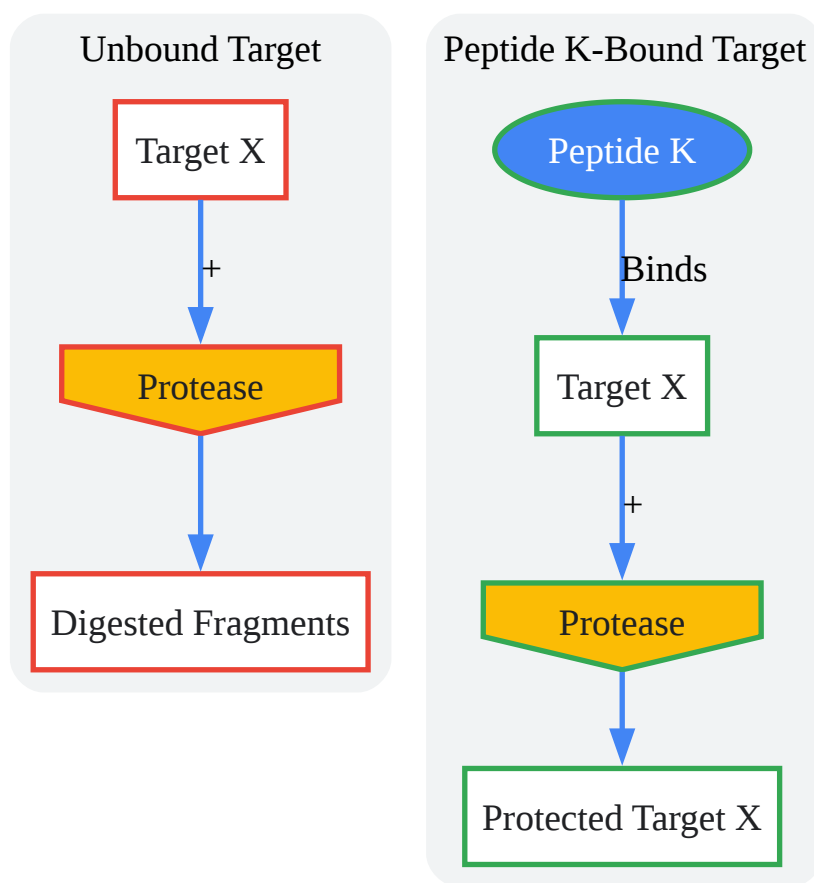 Unbound Target
Target X
+
Protease
Digested Fragments
Peptide K-Bound Target
Peptide K
Binds
Target X
+
Protease
Protected Target X